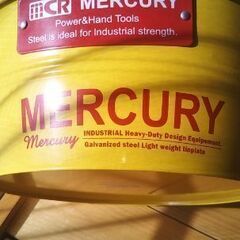 MCR MERCURY
Power&Hand Tools
Steel is ideal for Industrial strength.
MERCURY
Mercury INDUSTRIAL Heavy-Duty Design Equipement.
Galvanized steel Light weight tinplate